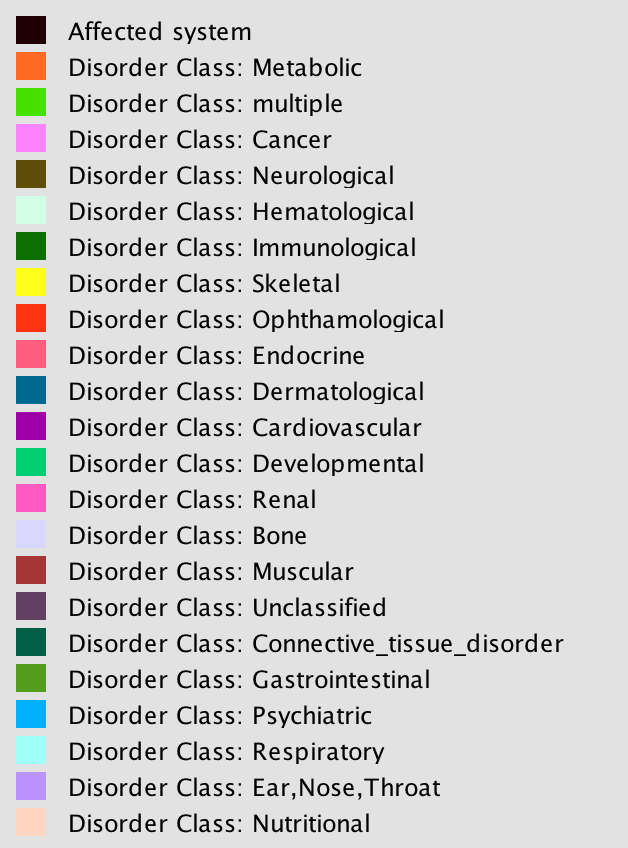 Affected system
Disorder Class: Metabolic
Disorder Class: multiple
Disorder Class: Cancer
Disorder Class: Neurological
Disorder Class: Hematological
Disorder Class: Immunological
Disorder Class: Skeletal
Disorder Class: Ophthamological
Disorder Class: Endocrine
Disorder Class: Dermatological
Disorder Class: Cardiovascular
Disorder Class: Developmental
Disorder Class: Renal
Disorder Class: Bone
Disorder Class: Muscular
Disorder Class: Unclassified
Disorder Class: Connective_tissue_disorder
Disorder Class: Gastrointestinal
Disorder Class: Psychiatric
Disorder Class: Respiratory
Disorder Class: Ear,Nose,Throat
Disorder Class: Nutritional